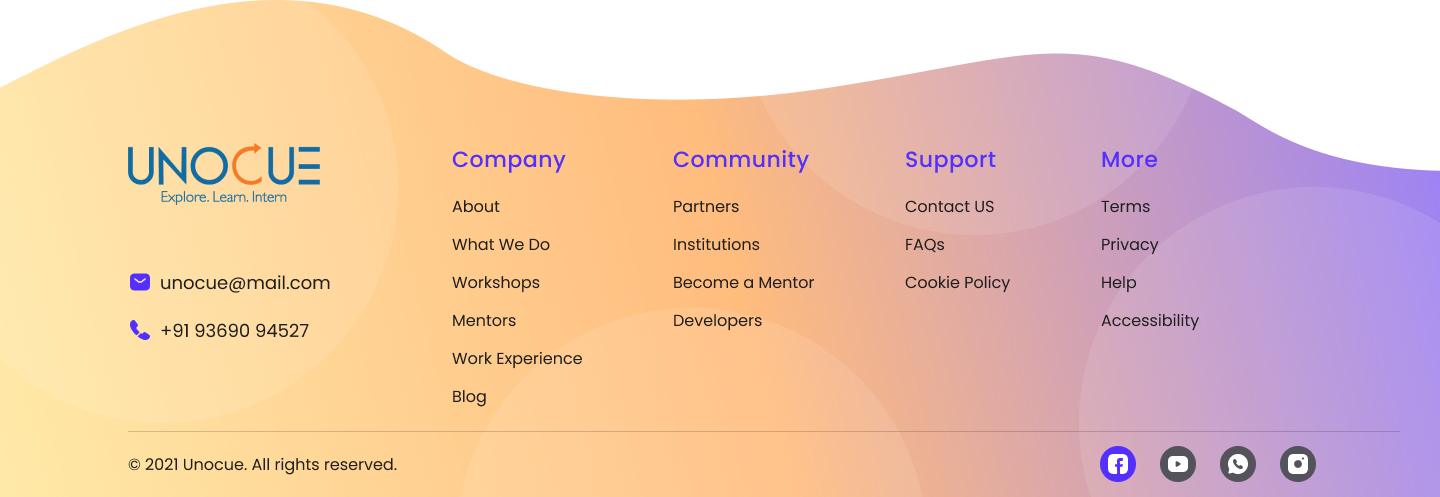 UNOCUE
Explore. Learn. Intern
unocue@mail.com
+91 93690 94527
Company
About
What We Do
Workshops
Mentors
Work Experience
Blog
Community
Partners
Institutions
Become a Mentor
Developers
Support
Contact US
FAQs
Cookie Policy
More
Terms
Privacy
Help
Accessibility
© 2021 Unocue. All rights reserved.